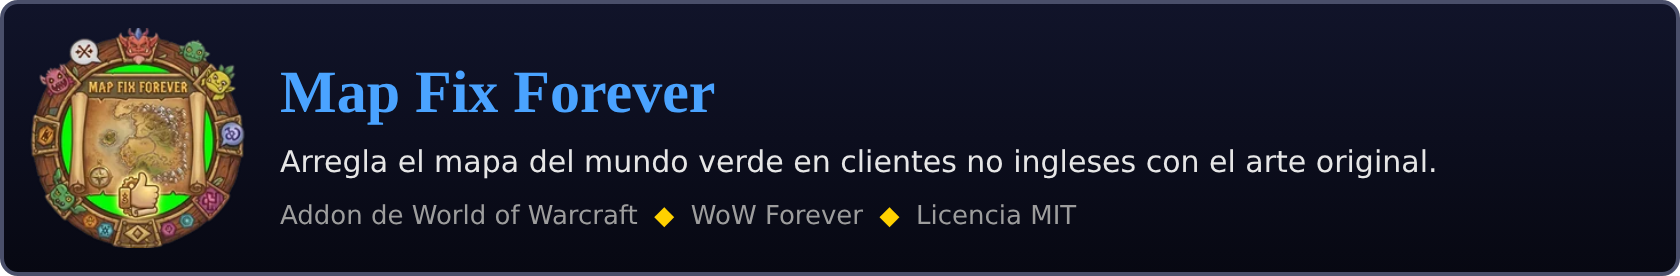 MAP FIX FOREVER
Map Fix Forever
Arregla el mapa del mundo verde en clientes no ingleses con el arte original.
Addon de World of Warcraft ◆ WoW Forever ◆ Licencia MIT